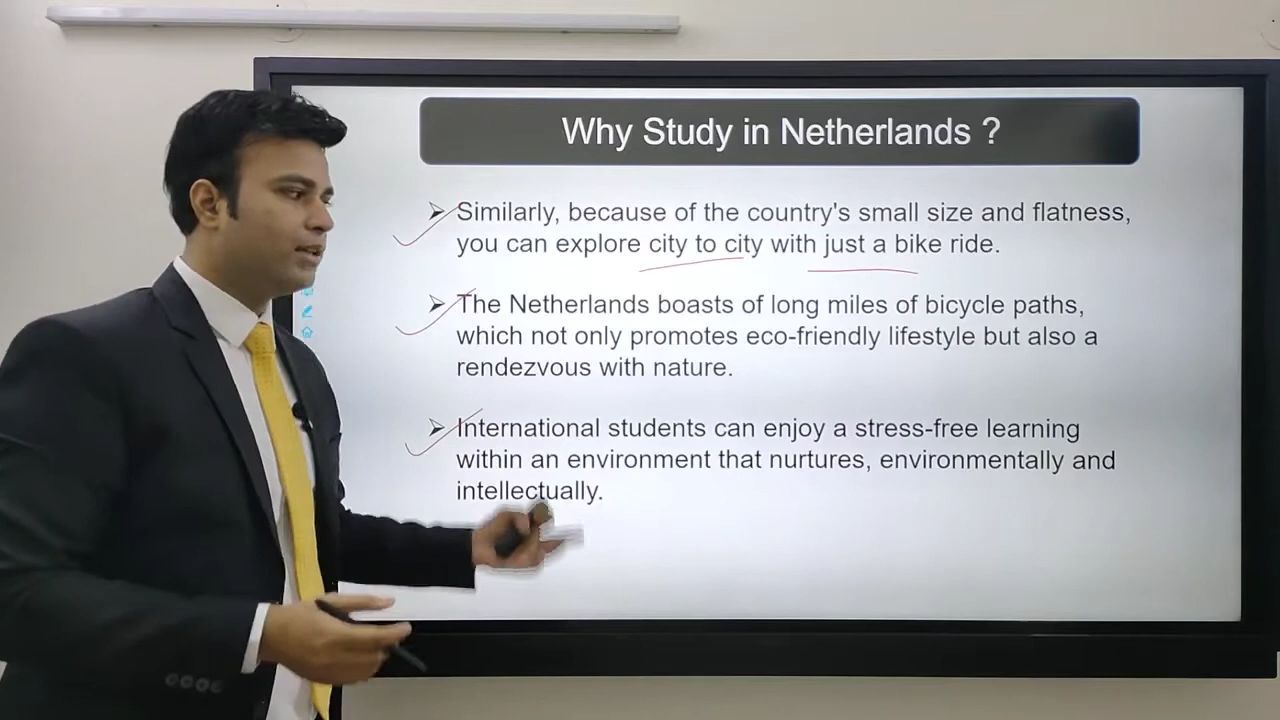 Why Study in Netherlands ?
Similarly, because of the country's small size and flatness,
you can explore city to city with just a bike ride.
The Netherlands boasts of long miles of bicycle paths,
which not only promotes eco-friendly lifestyle but also a
rendezvous with nature.
International students can enjoy a stress-free learning
within an environment that nurtures, environmentally and
intellectually.